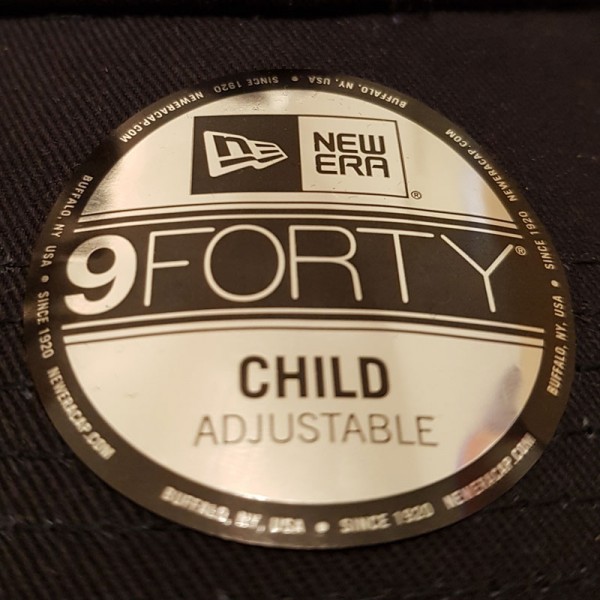 NEW
ERA
®
9FORTY®
CHILD
ADJUSTABLE
BUFFALO, NY, USA • SINCE 1920 NEWERACAP.COM
BUFFALO, NY, USA • SINCE 1920 NEWERACAP.COM
BUFFALO, NY, USA • SINCE 1920 NEWERACAP.COM
BUFFALO, NY, USA • SINCE 1920 NEWERACAP.COM